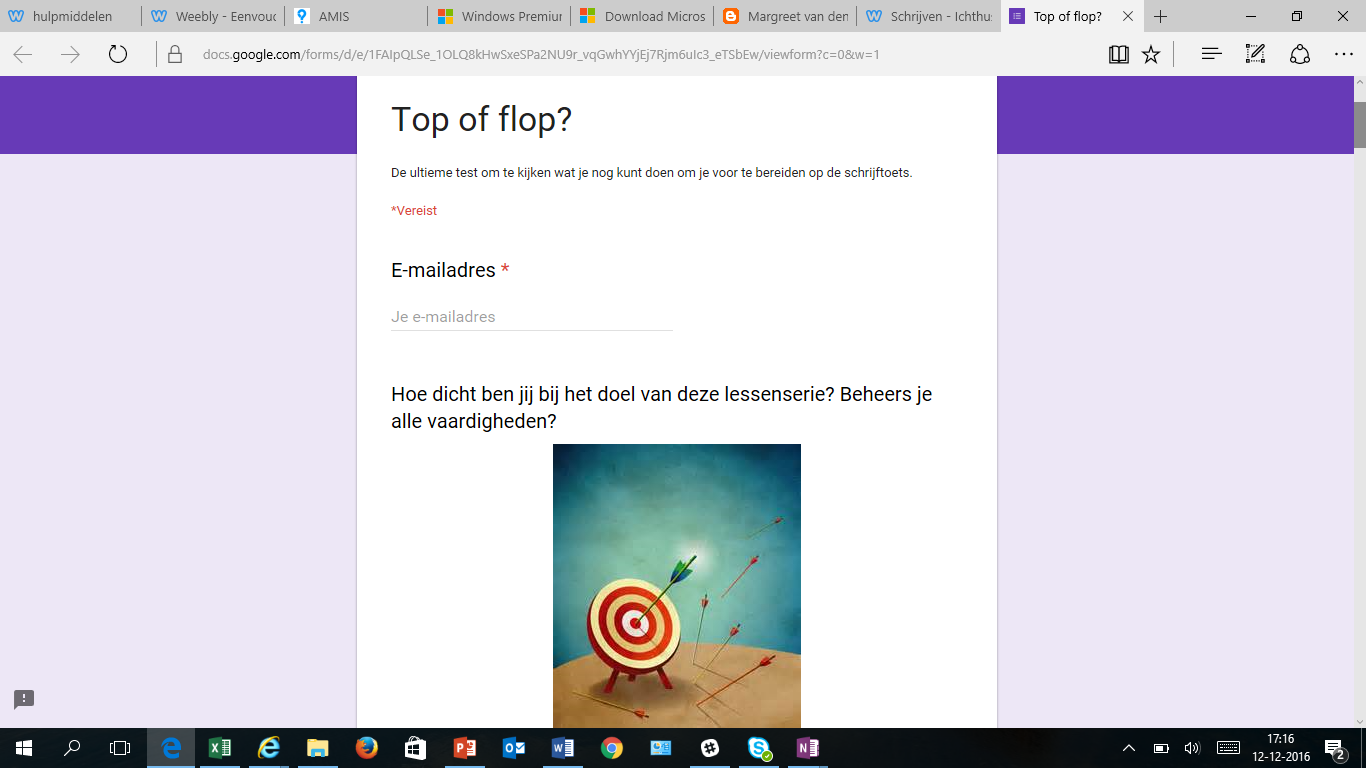 hulpmiddelen
Weebly - Eenvouc
AMIS
Windows Premiur
Download Micros
Margreet van den
Schrijven - Ichthu:
Top of flop?
docs.google.com/forms/d/e/1FAIpQLSe_1OLQ8kHwSxeSPa2NU9r_vqGwhYYjEj7Rjm6uIc3_eTSbEw/viewform?c=0&w=1
Top of flop?
De ultieme test om te kijken wat je nog kunt doen om je voor te bereiden op de schrijftoets.
*Vereist
E-mailadres *
Je e-mailadres
Hoe dicht ben jij bij het doel van deze lessenserie? Beheers je
alle vaardigheden?
17:16
12-12-2016
2